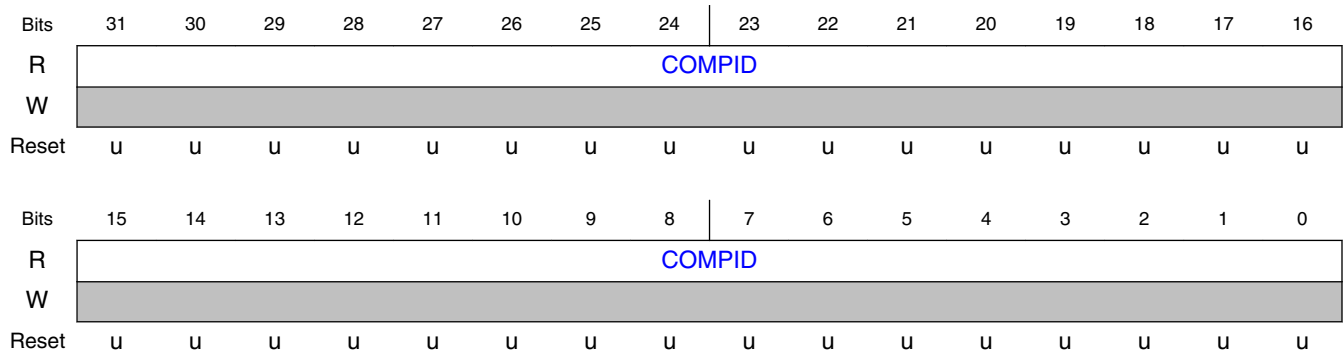 Bits 31 30 29 28 27 26 25 24 23 22 21 20 19 18 17 16
R COMPID
W
Reset u u u u u u u u u u u u u u u u
Bits 15 14 13 12 11 10 9 8 7 6 5 4 3 2 1 0
R COMPID
W
Reset u u u u u u u u u u u u u u u u